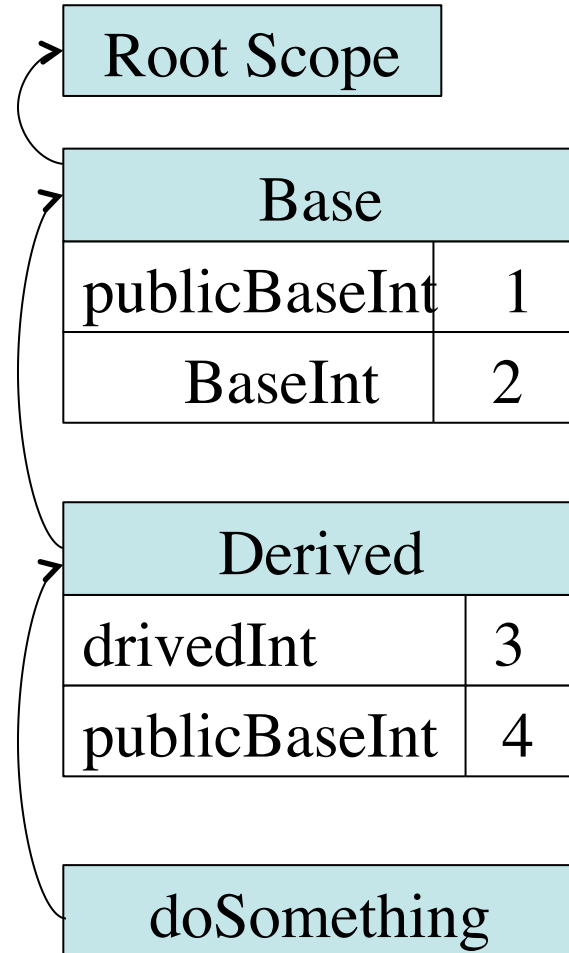 Root Scope
Base
publicBaseInt 1
BaseInt 2
Derived
drivedInt 3
publicBaseInt 4
doSomething